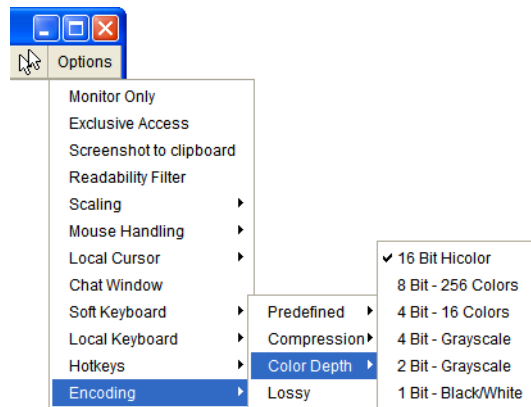 Options
Monitor Only
Exclusive Access
Screenshot to clipboard
Readability Filter
Scaling
Mouse Handling
Local Cursor
Chat Window
Soft Keyboard
Local Keyboard
Hotkeys
Encoding
Predefined
Compression
Color Depth
Lossy
16 Bit Hicolor
8 Bit - 256 Colors
4 Bit - 16 Colors
4 Bit - Grayscale
2 Bit - Grayscale
1 Bit - Black/White